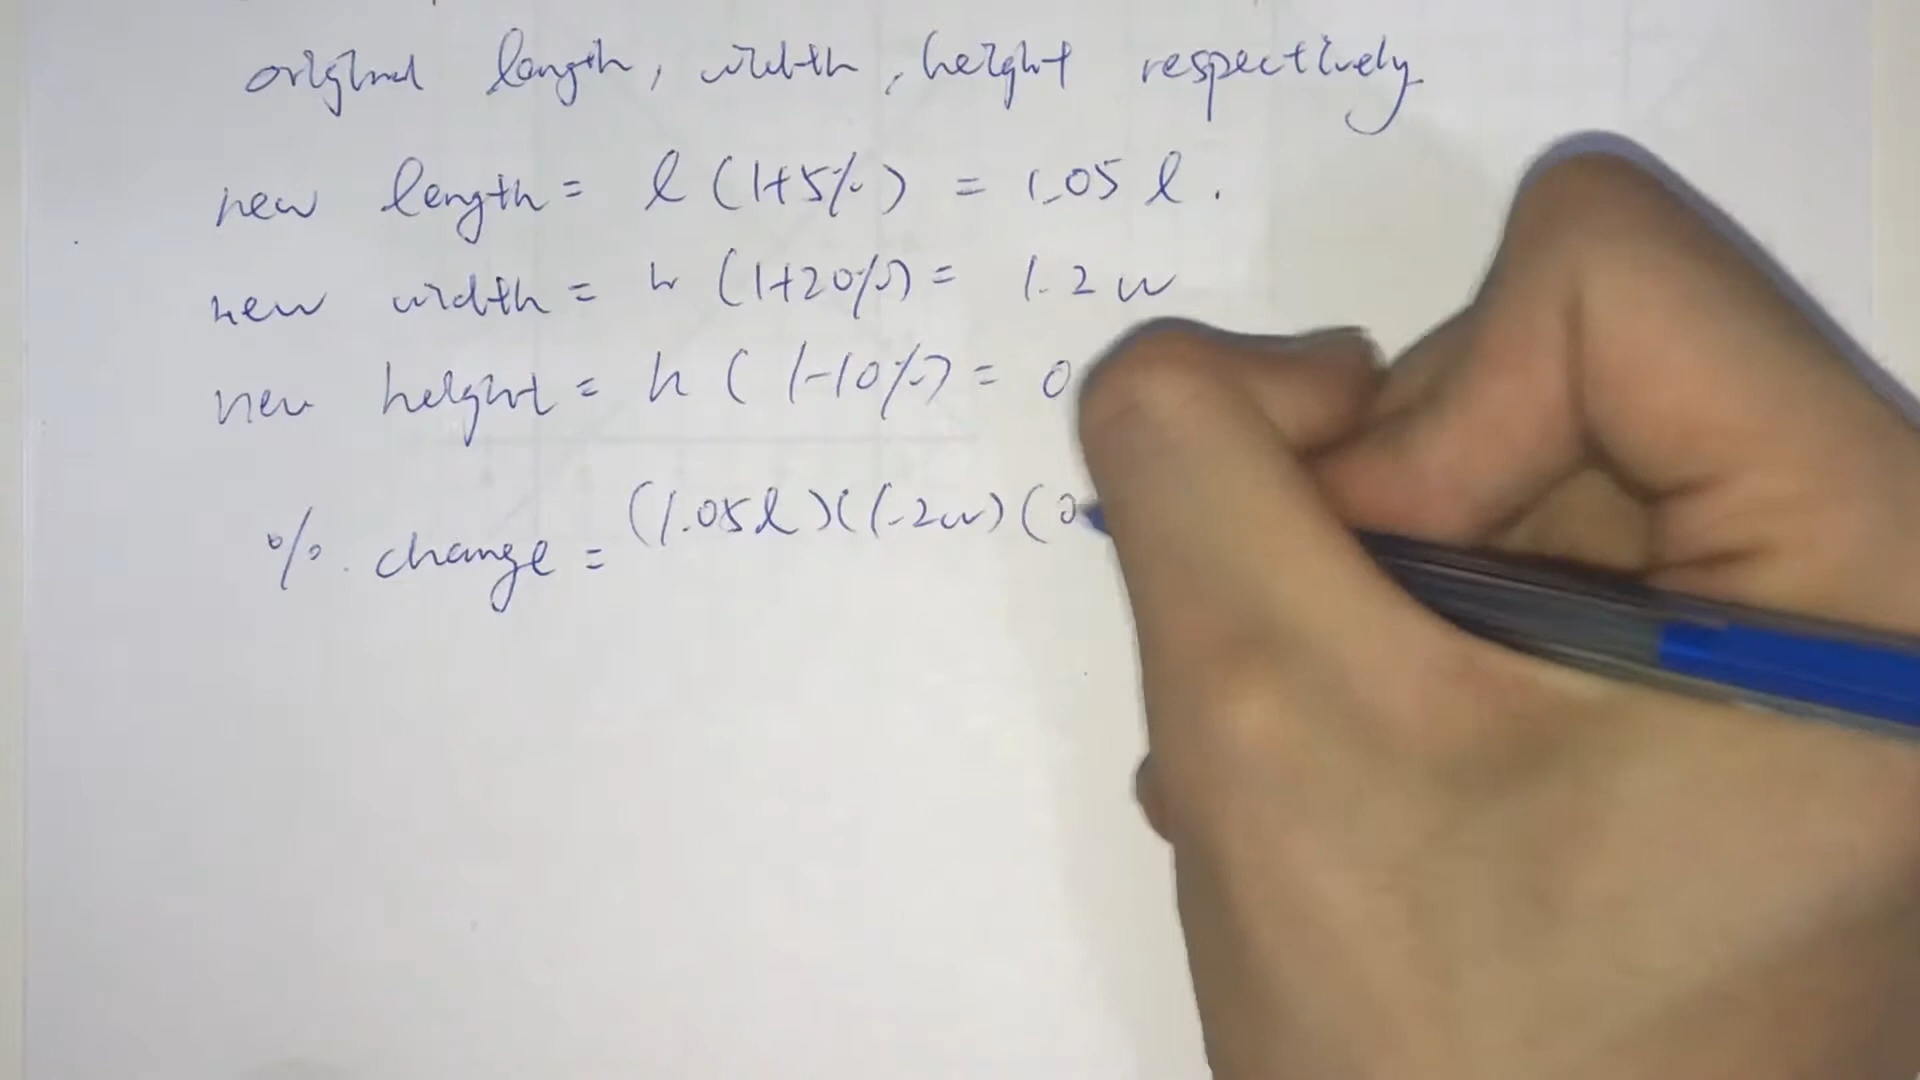 original length, width, height respectively
new length = l (1+5%) = 1.05 l.
new width = w (1+20%) = 1.2 w
new height = h (1-10%) = 0
% change = (1.05l)(1.2w)(0